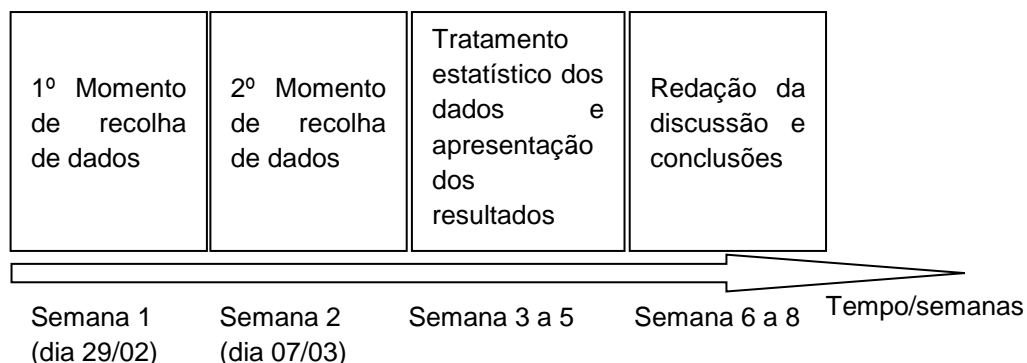 1º Momento
de recolha
de dados
2º Momento
de recolha
de dados
Tratamento
estatístico dos
dados e
apresentação
dos
resultados
Redação da
discussão e
conclusões
Semana 1
(dia 29/02)
Semana 2
(dia 07/03)
Semana 3 a 5
Semana 6 a 8
Tempo/semanas